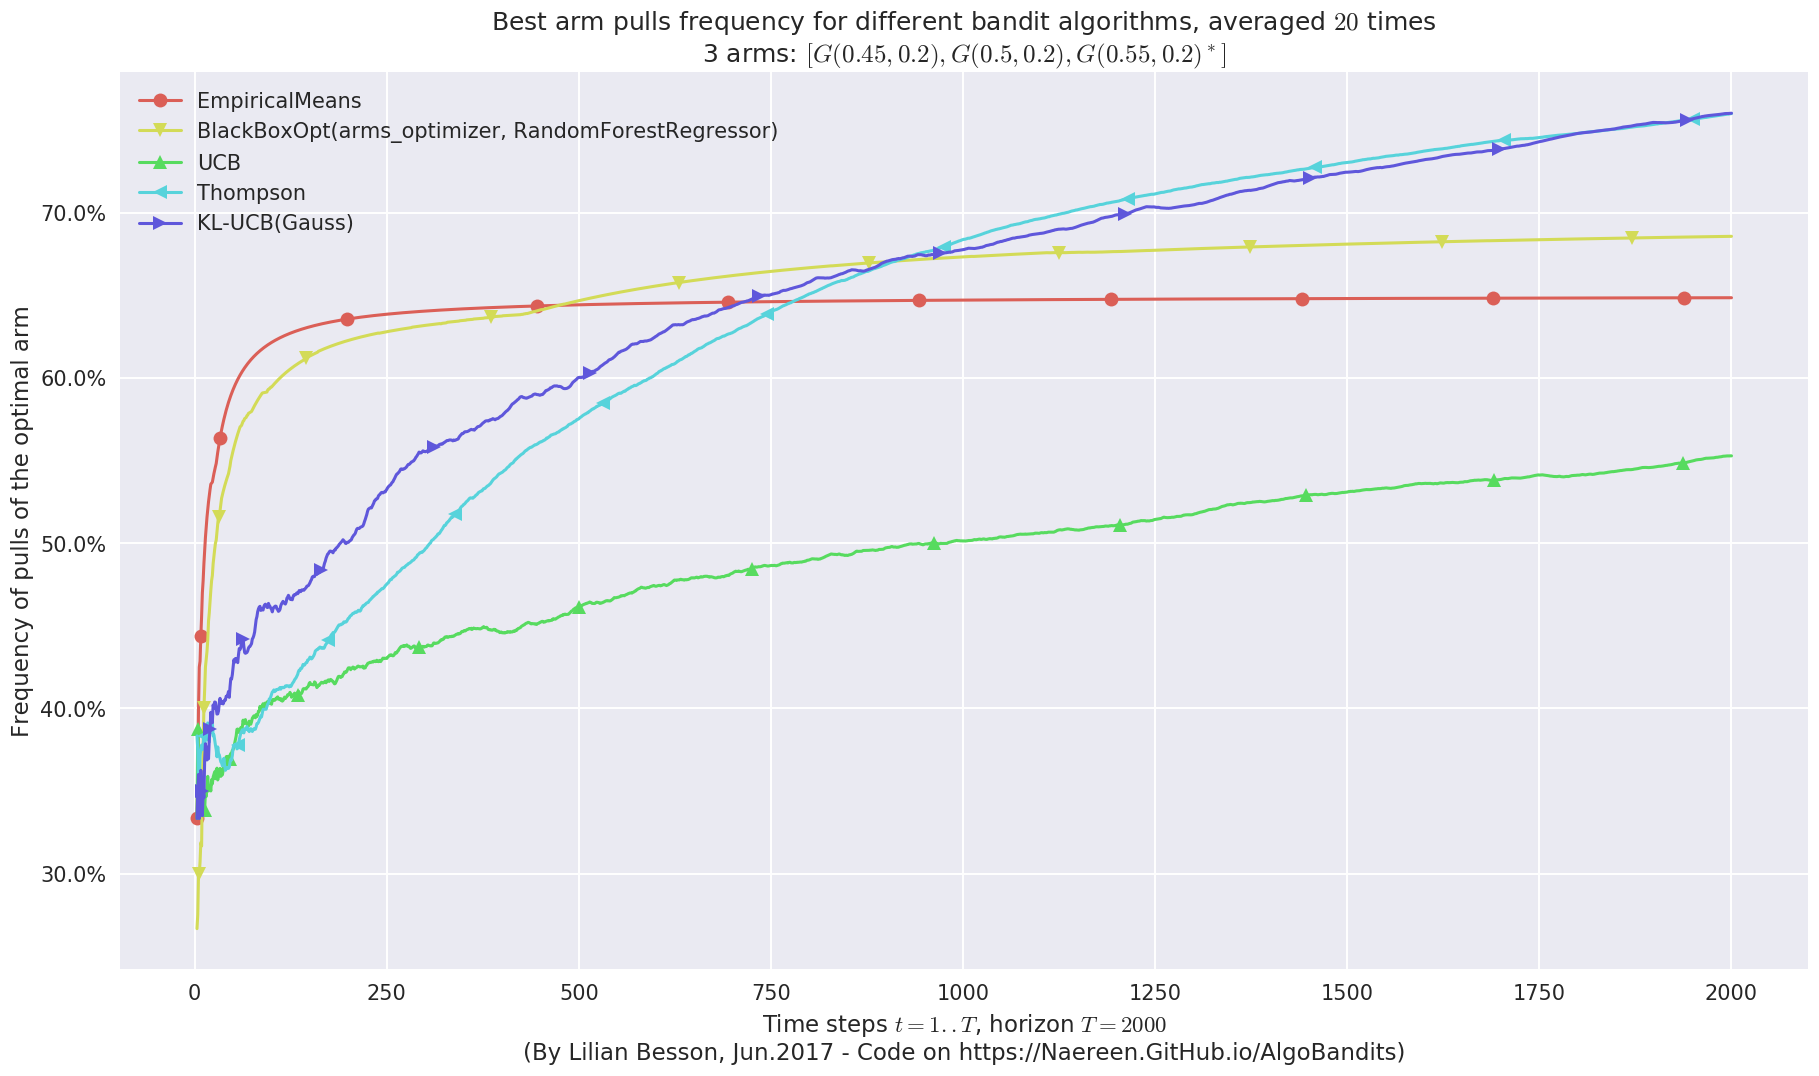 Best arm pulls frequency for different bandit algorithms, averaged 20 times
3 arms: [G(0.45, 0.2), G(0.5, 0.2), G(0.55, 0.2)*]
EmpiricalMeans
BlackBoxOpt(arms_optimizer, RandomForestRegressor)
UCB
Thompson
KL-UCB(Gauss)
Frequency of pulls of the optimal arm
70.0%
60.0%
50.0%
40.0%
30.0%
0 250 500 750 1000 1250 1500 1750 2000
Time steps t = 1..T, horizon T = 2000
(By Lilian Besson, Jun.2017 - Code on https://Naereen.GitHub.io/AlgoBandits)